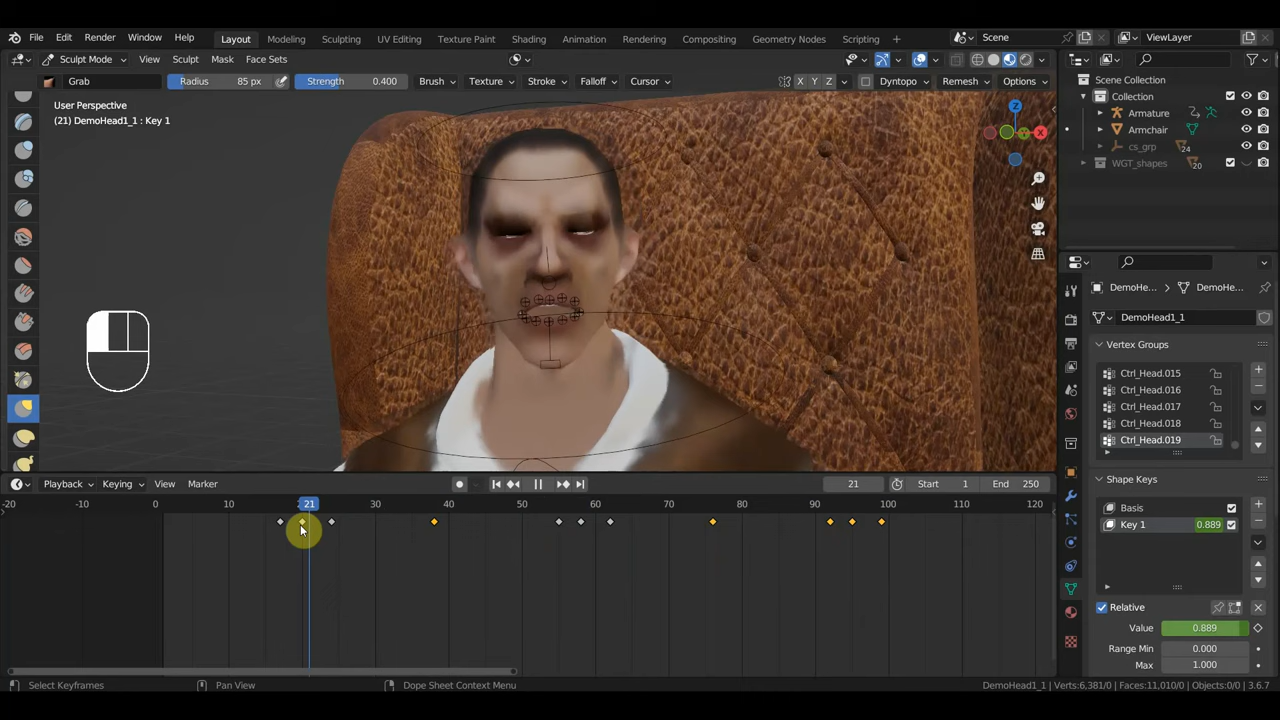 File Edit Render Window Help Layout Modeling Sculpting UV Editing Texture Paint Shading Animation Rendering Compositing Geometry Nodes Scripting + Scene ViewLayer
Sculpt Mode View Sculpt Mask Face Sets
Grab Radius 85 px Strength 0.400 Brush Texture Stroke Falloff Cursor X Y Z Dyntopo Remesh Options
User Perspective
(21) DemoHead1_1 : Key 1
Z
X
Scene Collection
Collection
Armature
Armchair
cs_grp 24
WGT_shapes 20
DemoHe... DemoHe...
DemoHead1_1
Vertex Groups
Ctrl_Head.015
Ctrl_Head.016
Ctrl_Head.017
Ctrl_Head.018
Ctrl_Head.019
Shape Keys
Basis
Key 1 0.889
Relative
Value 0.889
Range Min 0.000
Max 1.000
Playback Keying View Marker 21 Start 1 End 250
-20 -10 10 21 30 40 50 60 70 80 90 100 110 120
Select Keyframes Pan View Dope Sheet Context Menu DemoHead1_1 | Verts:6,381/0 | Faces:11,010/0 | Objects:0/0 | 3.6.7